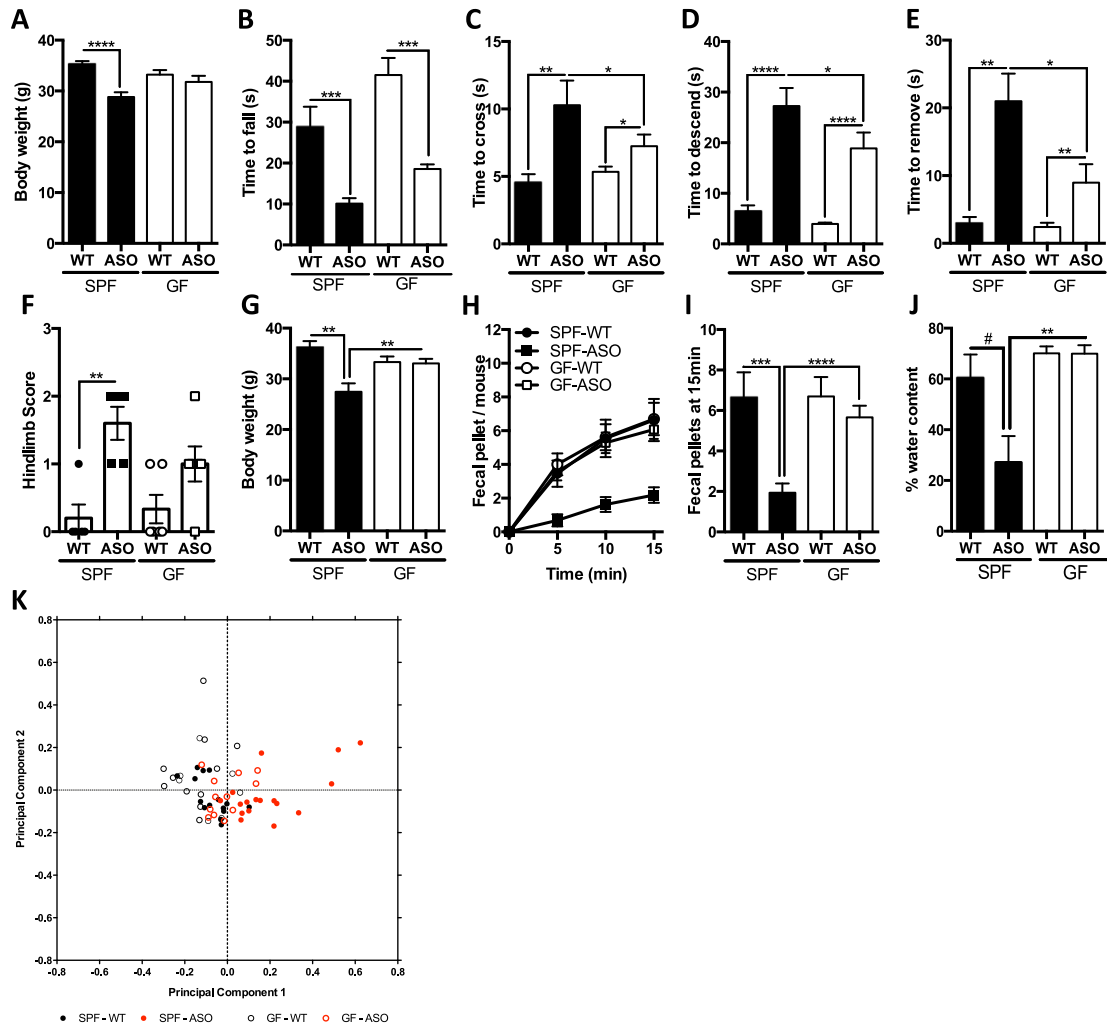 A
Body weight (g)
40
30
20
10
0
****
WT ASO WT ASO
SPF GF
B
Time to fall (s)
50
40
30
20
10
0
***
***
WT ASO WT ASO
SPF GF
C
Time to cross (s)
15
10
5
0
**
*
*
WT ASO WT ASO
SPF GF
D
Time to descend (s)
40
30
20
10
0
****
*
****
WT ASO WT ASO
SPF GF
E
Time to remove (s)
30
20
10
0
**
*
**
WT ASO WT ASO
SPF GF
F
Hindlimb Score
3
2
1
0
**
WT ASO WT ASO
SPF GF
G
Body weight (g)
40
30
20
10
0
**
**
WT ASO WT ASO
SPF GF
H
Fecal pellet / mouse
12
10
8
6
4
2
0
SPF-WT
SPF-ASO
GF-WT
GF-ASO
0 5 10 15
Time (min)
I
Fecal pellets at 15min
10
8
6
4
2
0
***
****
WT ASO WT ASO
SPF GF
J
% water content
80
60
40
20
0
#
**
WT ASO WT ASO
SPF GF
K
Principal Component 2
0.8
0.6
0.4
0.2
0.0
-0.2
-0.4
-0.6
-0.8
-0.8 -0.6 -0.4 -0.2 0.0 0.2 0.4 0.6 0.8
Principal Component 1
SPF - WT SPF - ASO GF - WT GF - ASO